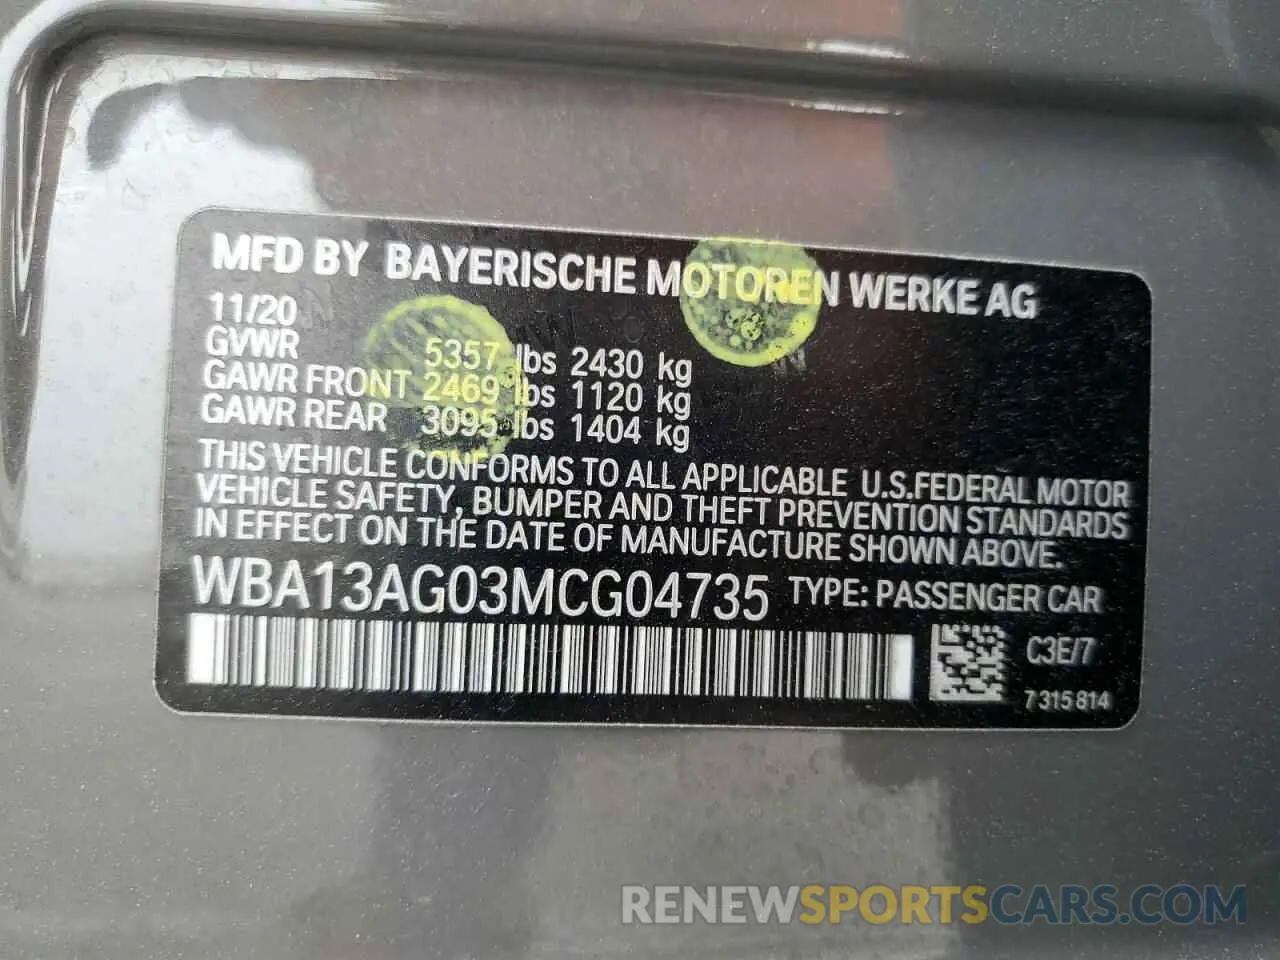 MFD BY BAYERISCHE MOTOREN WERKE AG
11/20
GVWR 5357 lbs 2430 kg
GAWR FRONT 2469 lbs 1120 kg
GAWR REAR 3095 lbs 1404 kg
THIS VEHICLE CONFORMS TO ALL APPLICABLE U.S.FEDERAL MOTOR
VEHICLE SAFETY, BUMPER AND THEFT PREVENTION STANDARDS
IN EFFECT ON THE DATE OF MANUFACTURE SHOWN ABOVE.
WBA13AG03MCG04735 TYPE: PASSENGER CAR
C3E/7
7315814
RENEWSPORTSCARS.COM